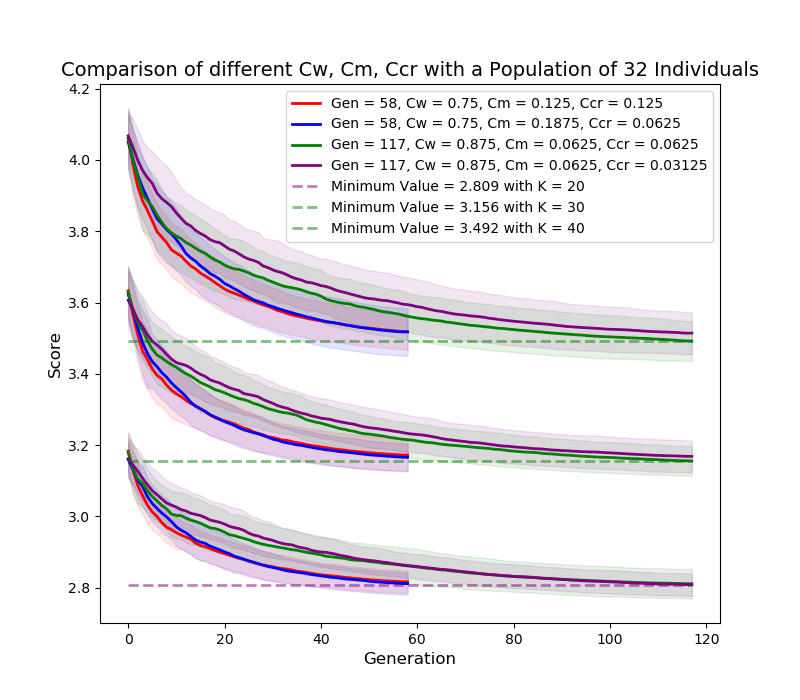 Comparison of different Cw, Cm, Ccr with a Population of 32 Individuals
Gen = 58, Cw = 0.75, Cm = 0.125, Ccr = 0.125
Gen = 58, Cw = 0.75, Cm = 0.1875, Ccr = 0.0625
Gen = 117, Cw = 0.875, Cm = 0.0625, Ccr = 0.0625
Gen = 117, Cw = 0.875, Cm = 0.0625, Ccr = 0.03125
Minimum Value = 2.809 with K = 20
Minimum Value = 3.156 with K = 30
Minimum Value = 3.492 with K = 40
Score
4.2
4.0
3.8
3.6
3.4
3.2
3.0
2.8
0 20 40 60 80 100 120
Generation